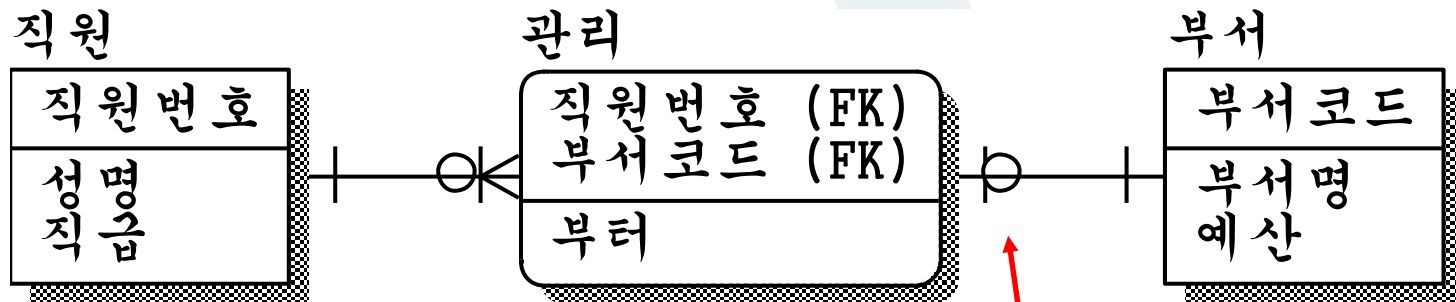 직원
직원번호
성명
직급
관리
직원번호 (FK)
부서코드 (FK)
부터
부서
부서코드
부서명
예산